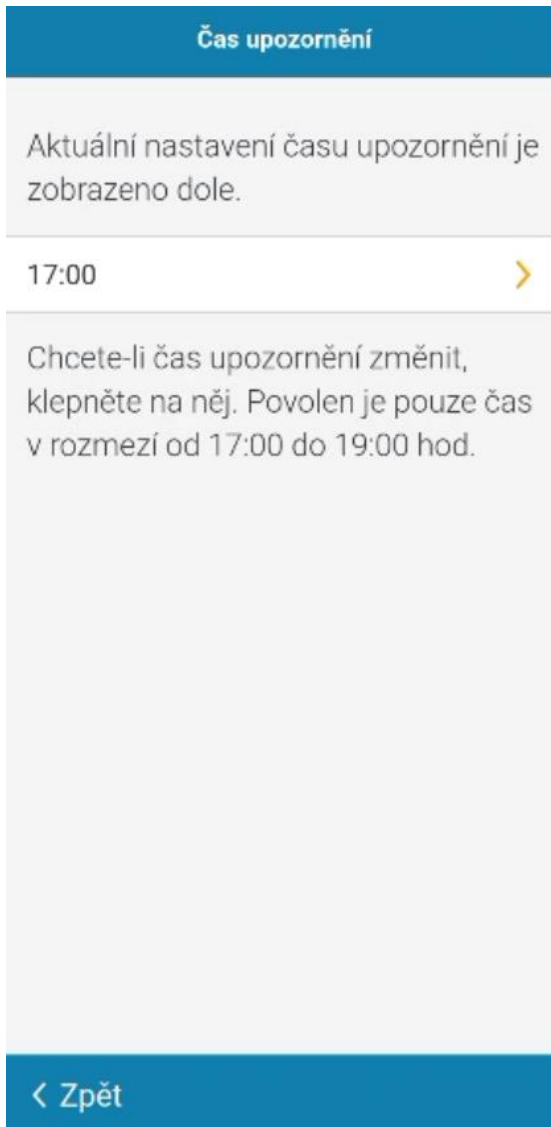 Čas upozornění
Aktuální nastavení času upozornění je
zobrazeno dole.
17:00
Chcete-li čas upozornění změnit,
klepněte na něj. Povolen je pouze čas
v rozmezí od 17:00 do 19:00 hod.
Zpět